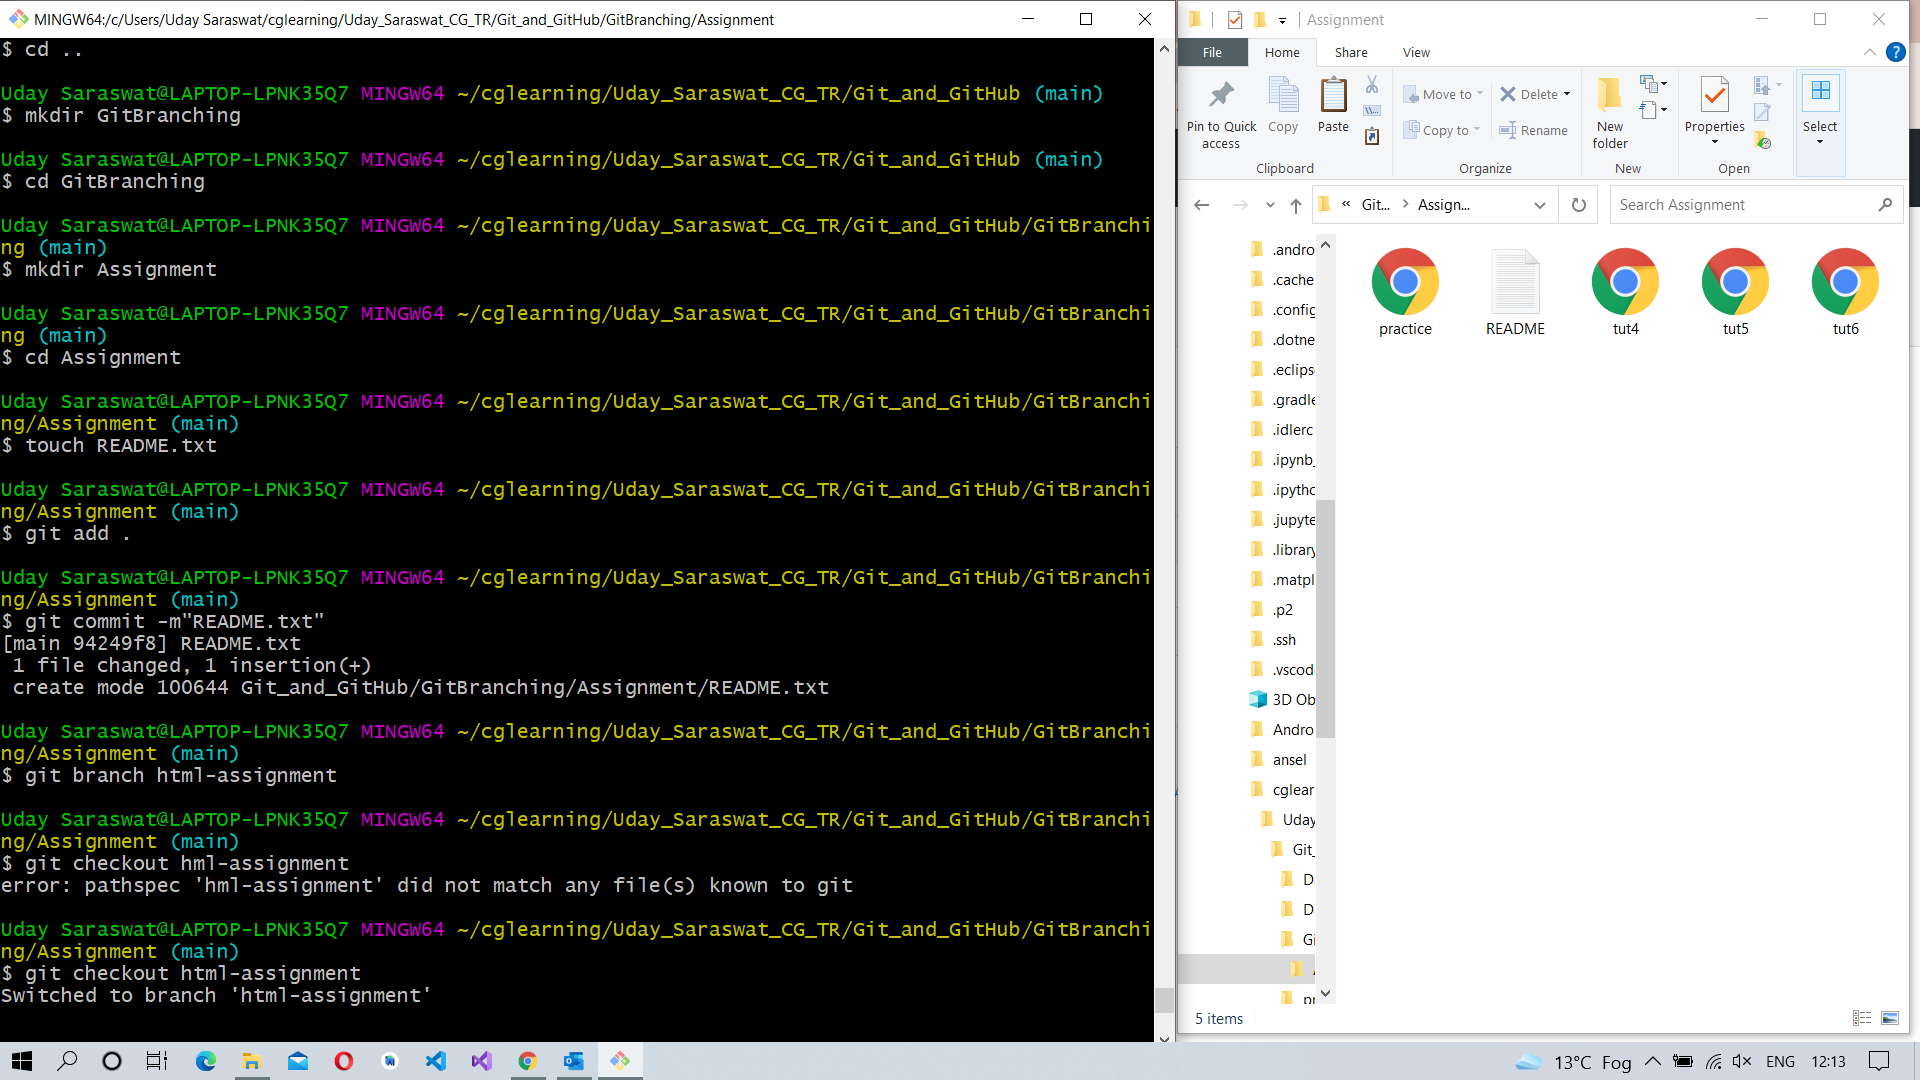 MINGW64:/c/Users/Uday Saraswat/cglearning/Uday_Saraswat_CG_TR/Git_and_GitHub/GitBranching/Assignment
$ cd ..
Uday Saraswat@LAPTOP-LPNK35Q7 MINGW64 ~/cglearning/Uday_Saraswat_CG_TR/Git_and_GitHub (main)
$ mkdir GitBranching
Uday Saraswat@LAPTOP-LPNK35Q7 MINGW64 ~/cglearning/Uday_Saraswat_CG_TR/Git_and_GitHub (main)
$ cd GitBranching
Uday Saraswat@LAPTOP-LPNK35Q7 MINGW64 ~/cglearning/Uday_Saraswat_CG_TR/Git_and_GitHub/GitBranchi
ng (main)
$ mkdir Assignment
Uday Saraswat@LAPTOP-LPNK35Q7 MINGW64 ~/cglearning/Uday_Saraswat_CG_TR/Git_and_GitHub/GitBranchi
ng (main)
$ cd Assignment
Uday Saraswat@LAPTOP-LPNK35Q7 MINGW64 ~/cglearning/Uday_Saraswat_CG_TR/Git_and_GitHub/GitBranchi
ng/Assignment (main)
$ touch README.txt
Uday Saraswat@LAPTOP-LPNK35Q7 MINGW64 ~/cglearning/Uday_Saraswat_CG_TR/Git_and_GitHub/GitBranchi
ng/Assignment (main)
$ git add .
Uday Saraswat@LAPTOP-LPNK35Q7 MINGW64 ~/cglearning/Uday_Saraswat_CG_TR/Git_and_GitHub/GitBranchi
ng/Assignment (main)
$ git commit -m"README.txt"
[main 94249f8] README.txt
1 file changed, 1 insertion(+)
create mode 100644 Git_and_GitHub/GitBranching/Assignment/README.txt
Uday Saraswat@LAPTOP-LPNK35Q7 MINGW64 ~/cglearning/Uday_Saraswat_CG_TR/Git_and_GitHub/GitBranchi
ng/Assignment (main)
$ git branch html-assignment
Uday Saraswat@LAPTOP-LPNK35Q7 MINGW64 ~/cglearning/Uday_Saraswat_CG_TR/Git_and_GitHub/GitBranchi
ng/Assignment (main)
$ git checkout hml-assignment
error: pathspec 'hml-assignment' did not match any file(s) known to git
Uday Saraswat@LAPTOP-LPNK35Q7 MINGW64 ~/cglearning/Uday_Saraswat_CG_TR/Git_and_GitHub/GitBranchi
ng/Assignment (main)
$ git checkout html-assignment
Switched to branch 'html-assignment'
Assignment
File Home Share View
Pin to Quick access
Copy
Paste
Clipboard
Move to
Copy to
Delete
Rename
Organize
New folder
New
Properties
Open
Select
« Git... > Assign...
Search Assignment
.andro
.cache
.config
.dotne
.eclips
.gradle
.idlerc
.ipynb_
.ipytho
.jupyte
.library
.matpl
.p2
.ssh
.vscod
3D Ob
Andro
ansel
cglear
Uday
Git_
D
D
Gi
pr
practice
README
tut4
tut5
tut6
5 items
13°C Fog
ENG
12:13